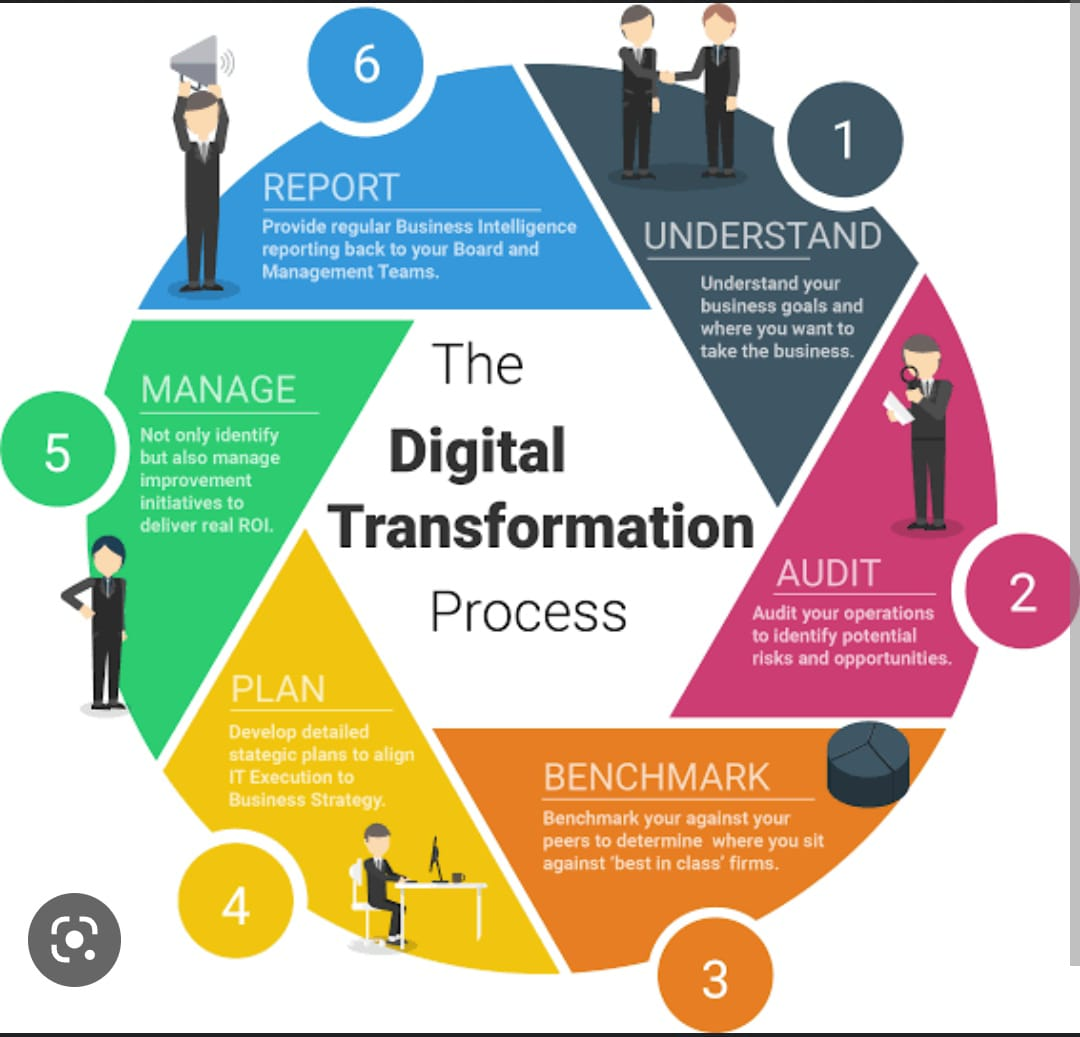 The
Digital
Transformation
Process
1
UNDERSTAND
Understand your
business goals and
where you want to
take the business.
2
AUDIT
Audit your operations
to identify potential
risks and opportunities.
3
BENCHMARK
Benchmark your against your
peers to determine where you sit
against ‘best in class’ firms.
4
PLAN
Develop detailed
stategic plans to align
IT Execution to
Business Strategy.
5
MANAGE
Not only identify
but also manage
improvement
initiatives to
deliver real ROI.
6
REPORT
Provide regular Business Intelligence
reporting back to your Board and
Management Teams.